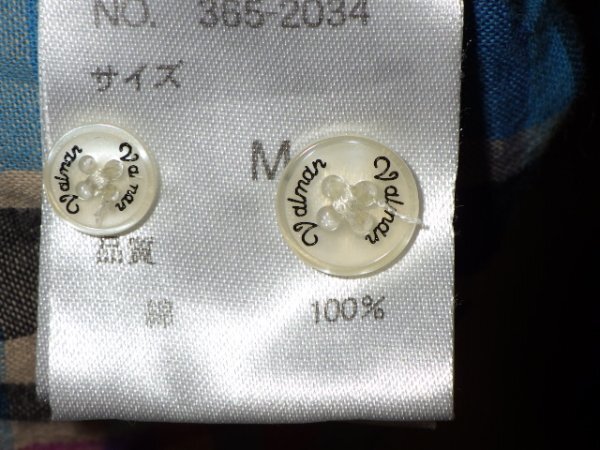 NO. 365-2034
サイズ
M
Valman
Valman
Valman
Valman
品質
綿 100%